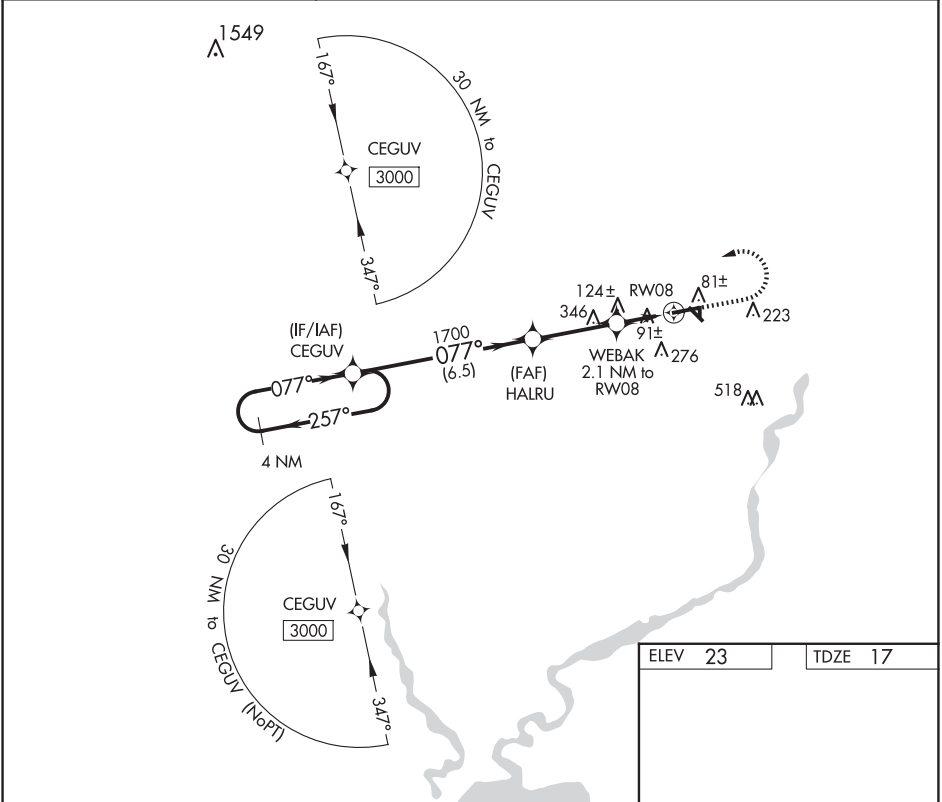 1549
167°
30 NM to CEGUV
CEGUV
3000
347°
124±
RW08
81±
346
91±
223
276
WEBAK
2.1 NM to
RW08
518
(IF/IAF)
CEGUV
1700
077°
(6.5)
(FAF)
HALRU
077°
257°
4 NM
167°
30 NM to CEGUV (NoPT)
CEGUV
3000
347°
ELEV 23
TDZE 17